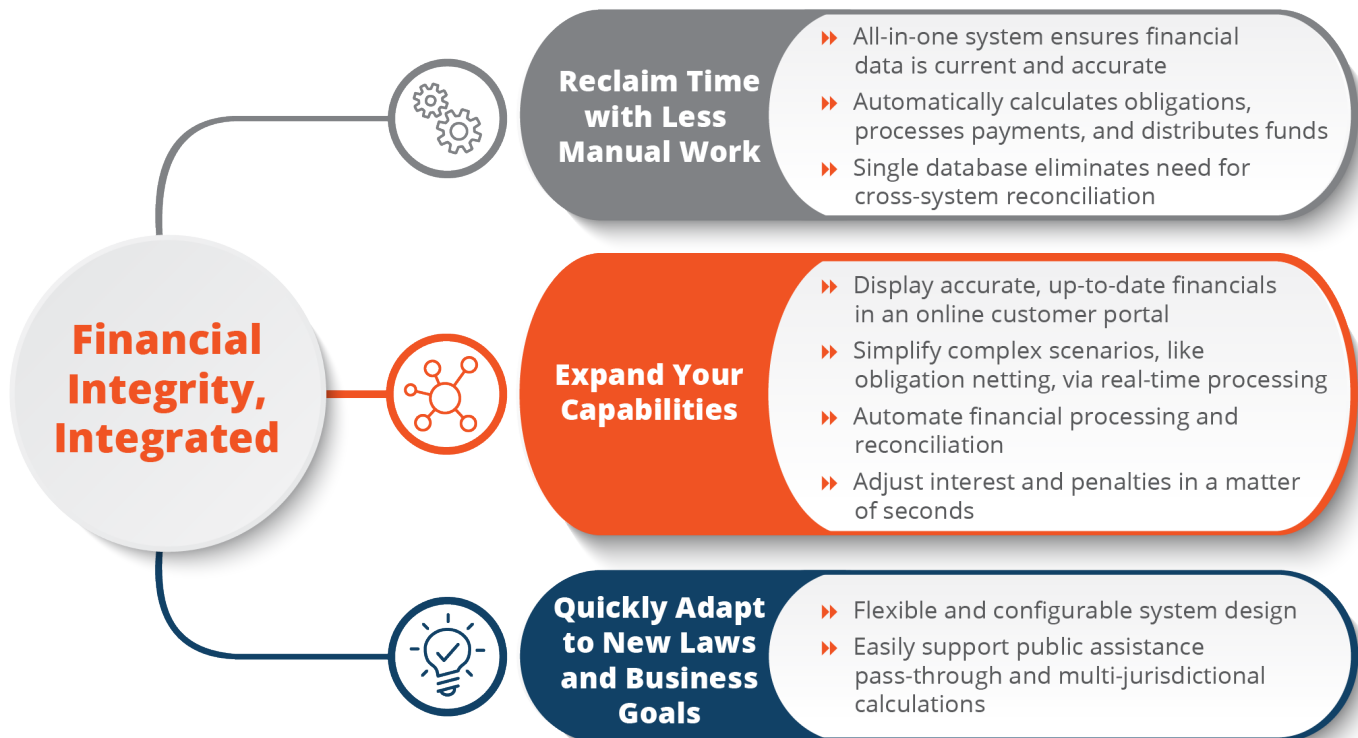 Financial
Integrity,
Integrated
Reclaim Time
with Less
Manual Work
All-in-one system ensures financial
data is current and accurate
Automatically calculates obligations,
processes payments, and distributes funds
Single database eliminates need for
cross-system reconciliation
Expand Your
Capabilities
Display accurate, up-to-date financials
in an online customer portal
Simplify complex scenarios, like
obligation netting, via real-time processing
Automate financial processing and
reconciliation
Adjust interest and penalties in a matter
of seconds
Quickly Adapt
to New Laws
and Business
Goals
Flexible and configurable system design
Easily support public assistance
pass-through and multi-jurisdictional
calculations